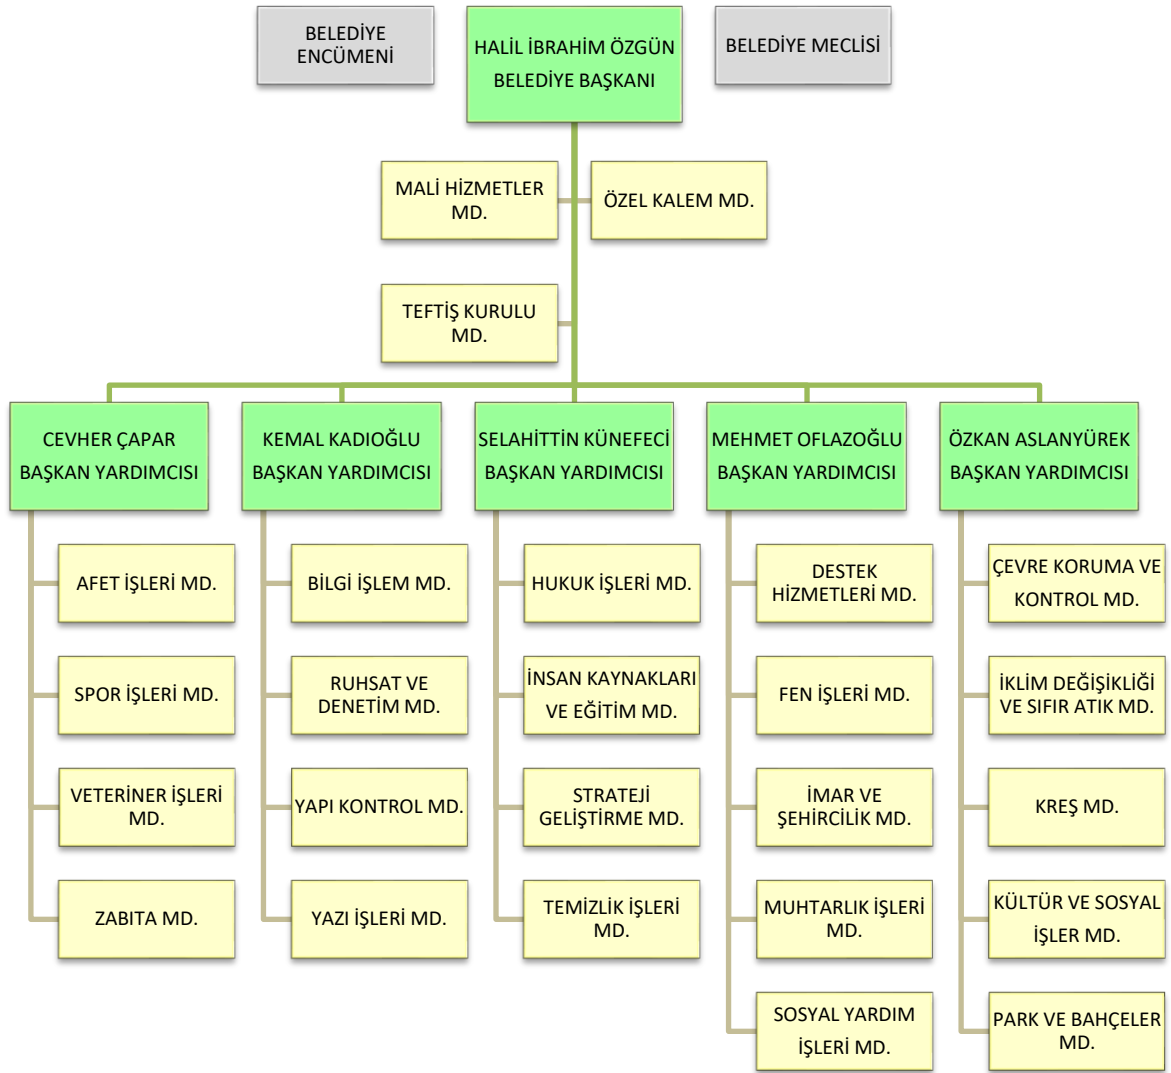 BELEDİYE
ENCÜMENİ
HALİL İBRAHİM ÖZGÜN
BELEDİYE BAŞKANI
BELEDİYE MECLİSİ
MALİ HİZMETLER
MD.
ÖZEL KALEM MD.
TEFTİŞ KURULU
MD.
CEVHER ÇAPAR
BAŞKAN YARDIMCISI
KEMAL KADIOĞLU
BAŞKAN YARDIMCISI
SELAHİTTİN KÜNEFECİ
BAŞKAN YARDIMCISI
MEHMET OFLAZOĞLU
BAŞKAN YARDIMCISI
ÖZKAN ASLANYÜREK
BAŞKAN YARDIMCISI
AFET İŞLERİ MD.
SPOR İŞLERİ MD.
VETERİNER İŞLERİ
MD.
ZABITA MD.
BİLGİ İŞLEM MD.
RUHSAT VE
DENETİM MD.
YAPI KONTROL MD.
YAZI İŞLERİ MD.
HUKUK İŞLERİ MD.
İNSAN KAYNAKLARI
VE EĞİTİM MD.
STRATEJİ
GELİŞTİRME MD.
TEMİZLİK İŞLERİ
MD.
DESTEK
HİZMETLERİ MD.
FEN İŞLERİ MD.
İMAR VE
ŞEHİRCİLİK MD.
MUHTARLIK İŞLERİ
MD.
SOSYAL YARDIM
İŞLERİ MD.
ÇEVRE KORUMA VE
KONTROL MD.
İKLİM DEĞİŞİKLİĞİ
VE SIFIR ATIK MD.
KREŞ MD.
KÜLTÜR VE SOSYAL
İŞLER MD.
PARK VE BAHÇELER
MD.